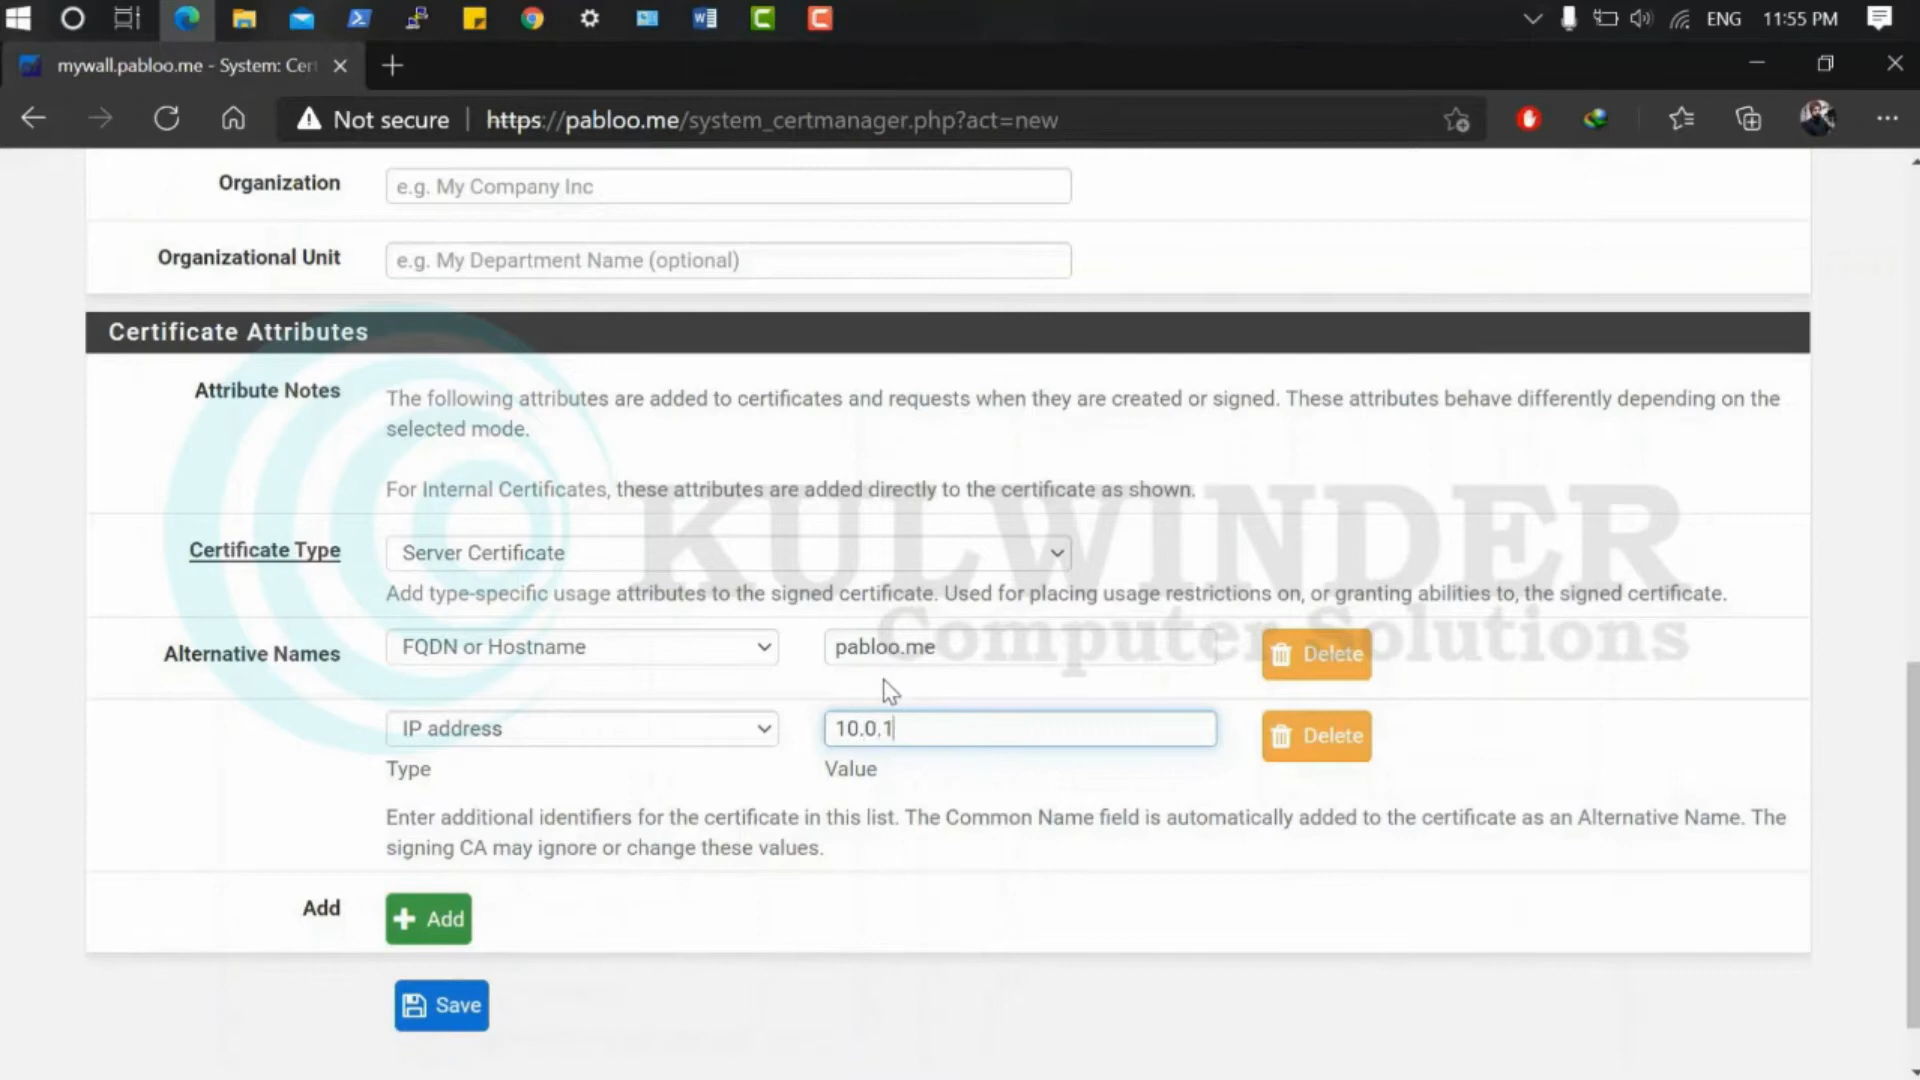 ENG 11:55 PM
mywall.pabloo.me - System: Cer
Not secure https://pabloo.me/system_certmanager.php?act=new
Organization e.g. My Company Inc
Organizational Unit e.g. My Department Name (optional)
Certificate Attributes
Attribute Notes The following attributes are added to certificates and requests when they are created or signed. These attributes behave differently depending on the
selected mode.
For Internal Certificates, these attributes are added directly to the certificate as shown.
KULWINDER
Computer Solutions
Certificate Type Server Certificate
Add type-specific usage attributes to the signed certificate. Used for placing usage restrictions on, or granting abilities to, the signed certificate.
Alternative Names FQDN or Hostname pabloo.me Delete
IP address 10.0.1 Delete
Type Value
Enter additional identifiers for the certificate in this list. The Common Name field is automatically added to the certificate as an Alternative Name. The
signing CA may ignore or change these values.
Add Add
Save